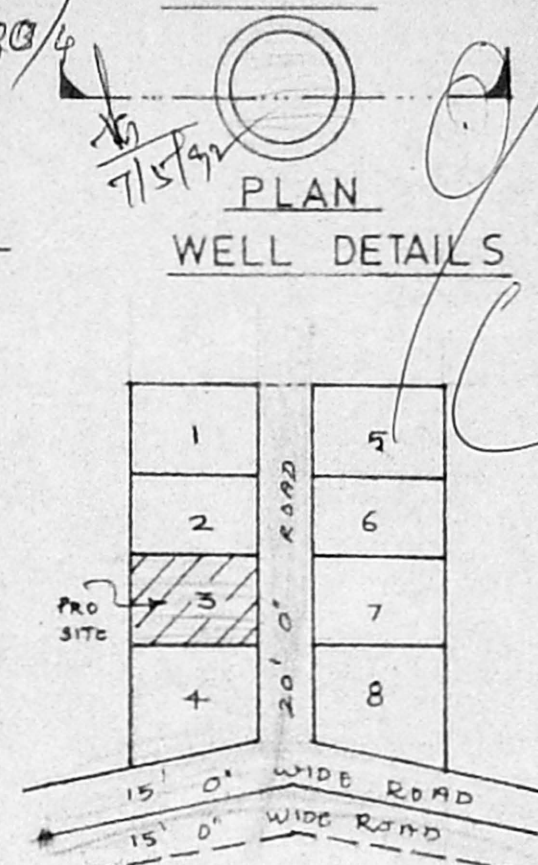 7/5/92
PLAN
WELL DETAILS
1
5
2
6
PRO
SITE
3
7
4
8
20' 0" ROAD
15' 0" WIDE ROAD
15' 0" WIDE ROAD